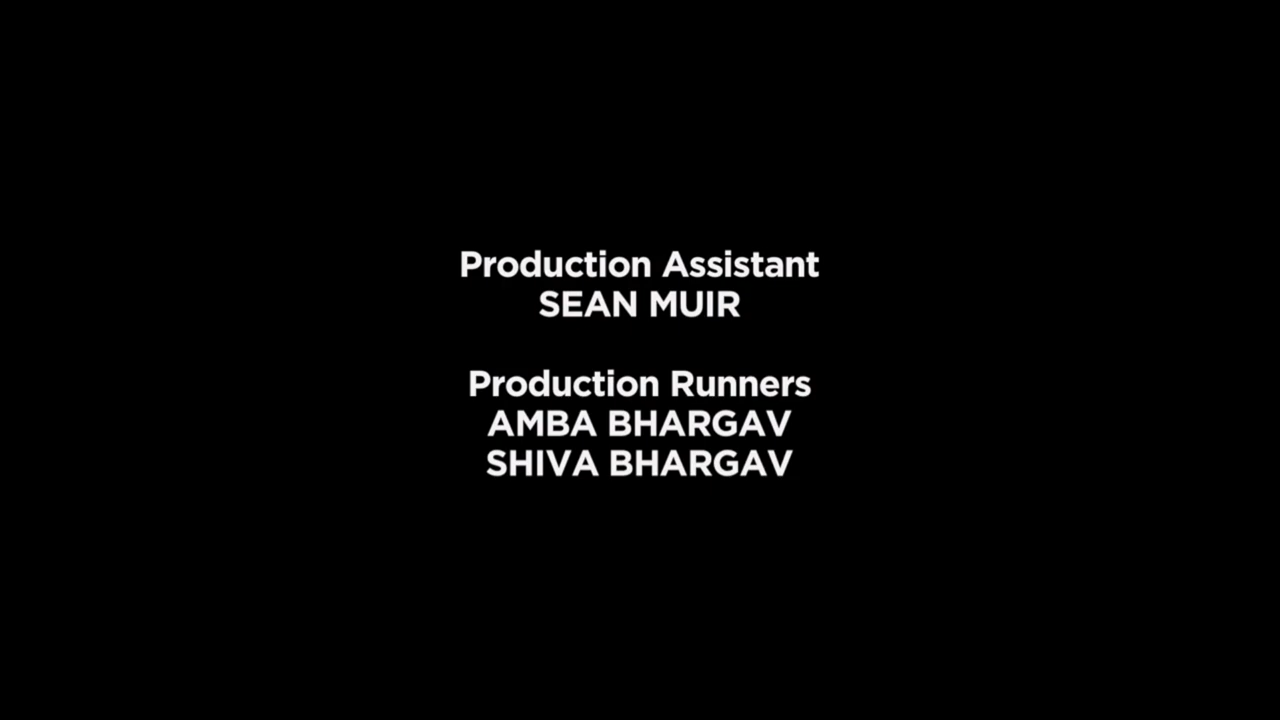 Production Assistant
SEAN MUIR
Production Runners
AMBA BHARGAV
SHIVA BHARGAV